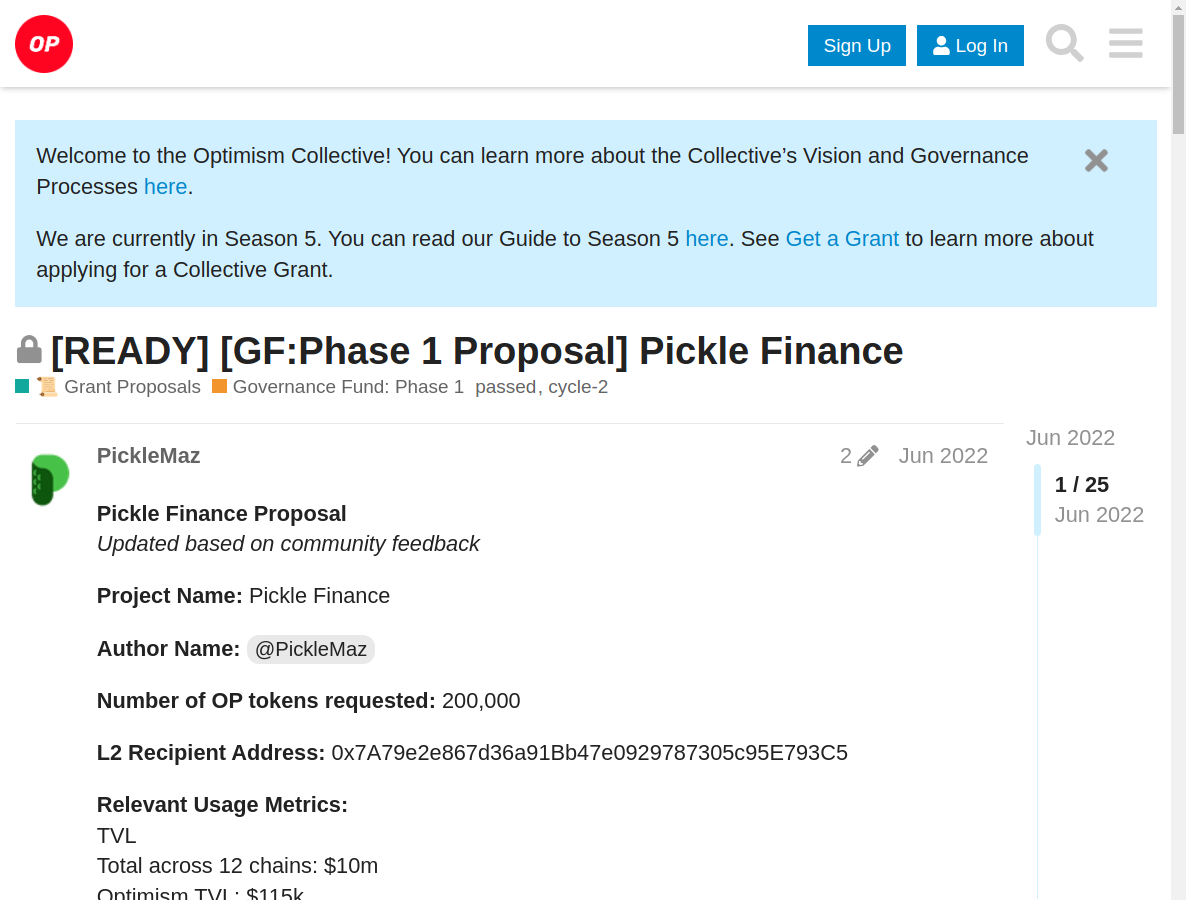 OP
Sign Up
Log In
Welcome to the Optimism Collective! You can learn more about the Collective’s Vision and Governance
Processes here.
We are currently in Season 5. You can read our Guide to Season 5 here. See Get a Grant to learn more about
applying for a Collective Grant.
[READY] [GF:Phase 1 Proposal] Pickle Finance
Grant Proposals Governance Fund: Phase 1 passed, cycle-2
PickleMaz
2 Jun 2022
Jun 2022
1 / 25
Jun 2022
Pickle Finance Proposal
Updated based on community feedback
Project Name: Pickle Finance
Author Name: @PickleMaz
Number of OP tokens requested: 200,000
L2 Recipient Address: 0x7A79e2e867d36a91Bb47e0929787305c95E793C5
Relevant Usage Metrics:
TVL
Total across 12 chains: $10m
Optimism TVL: $115k